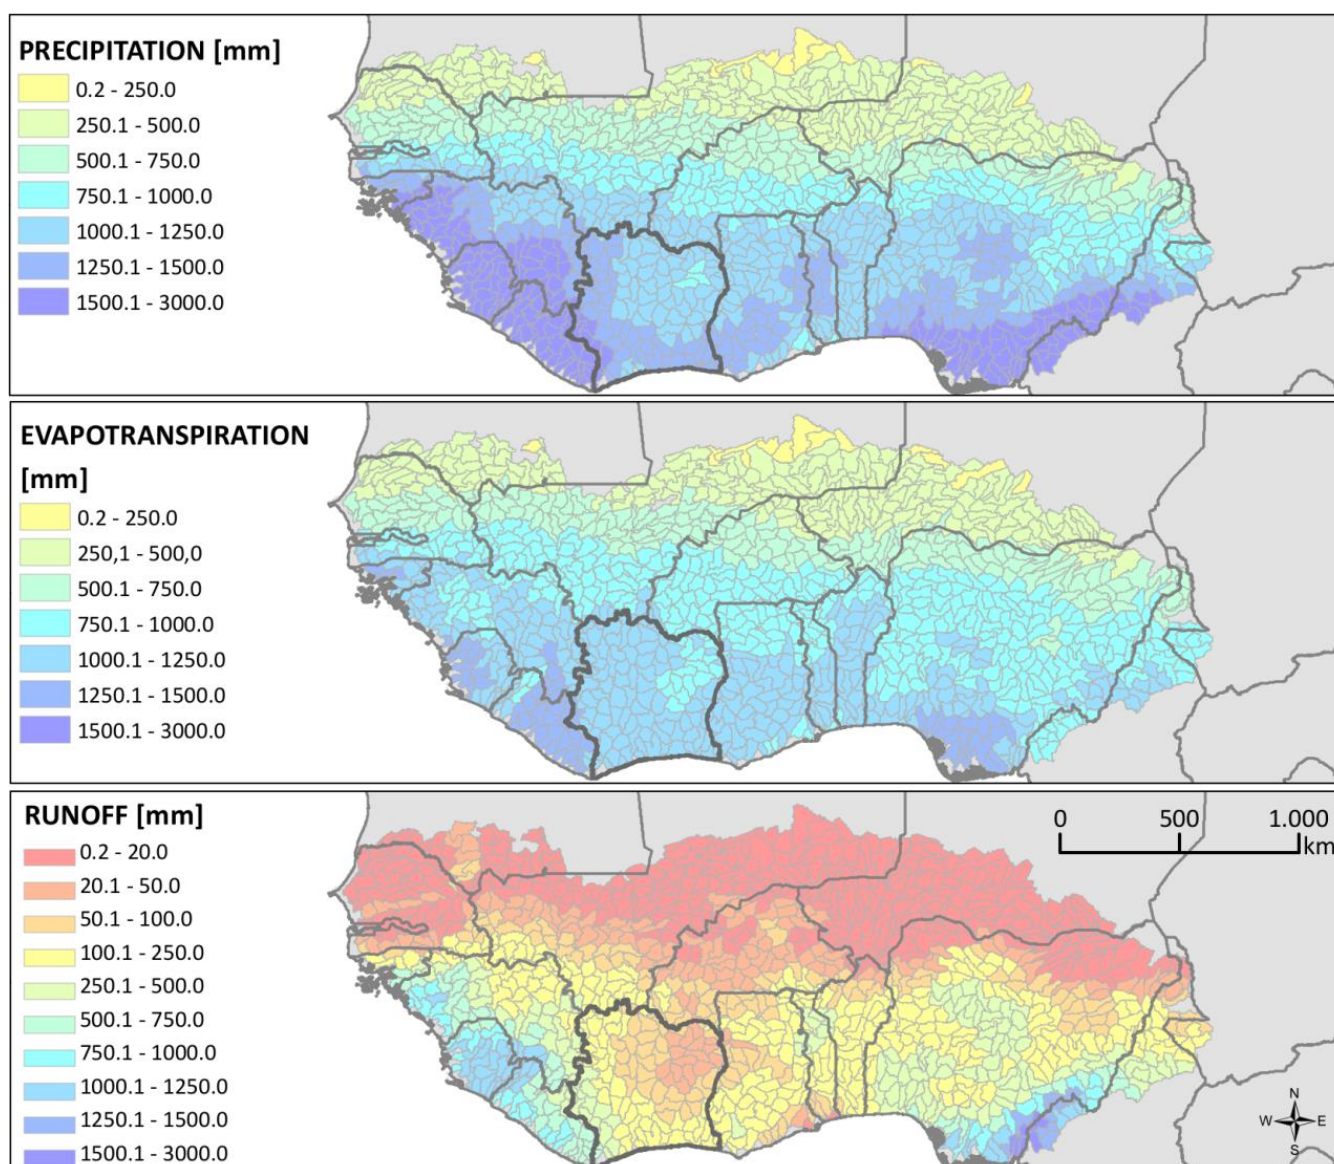 PRECIPITATION [mm]
0.2 - 250.0
250.1 - 500.0
500.1 - 750.0
750.1 - 1000.0
1000.1 - 1250.0
1250.1 - 1500.0
1500.1 - 3000.0
EVAPOTRANSPIRATION
[mm]
0.2 - 250.0
250,1 - 500,0
500.1 - 750.0
750.1 - 1000.0
1000.1 - 1250.0
1250.1 - 1500.0
1500.1 - 3000.0
RUNOFF [mm]
0.2 - 20.0
20.1 - 50.0
50.1 - 100.0
100.1 - 250.0
250.1 - 500.0
500.1 - 750.0
750.1 - 1000.0
1000.1 - 1250.0
1250.1 - 1500.0
1500.1 - 3000.0
0 500 1.000
km
N
W E
S